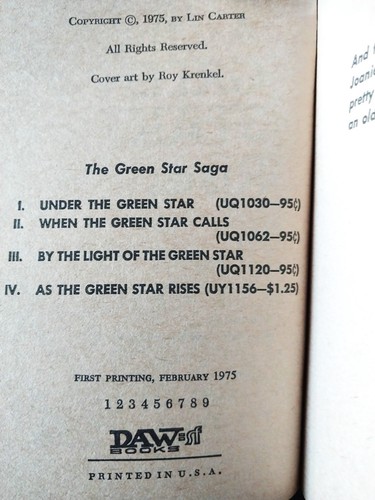 Copyright ©, 1975, by Lin Carter
All Rights Reserved.
Cover art by Roy Krenkel.
The Green Star Saga
I. UNDER THE GREEN STAR (UQ1030—95¢)
II. WHEN THE GREEN STAR CALLS
(UQ1062—95¢)
III. BY THE LIGHT OF THE GREEN STAR
(UQ1120—95¢)
IV. AS THE GREEN STAR RISES (UY1156—$1.25)
FIRST PRINTING, FEBRUARY 1975
1 2 3 4 5 6 7 8 9
DAW sf
BOOKS
PRINTED IN U.S.A.
And
pretty
an